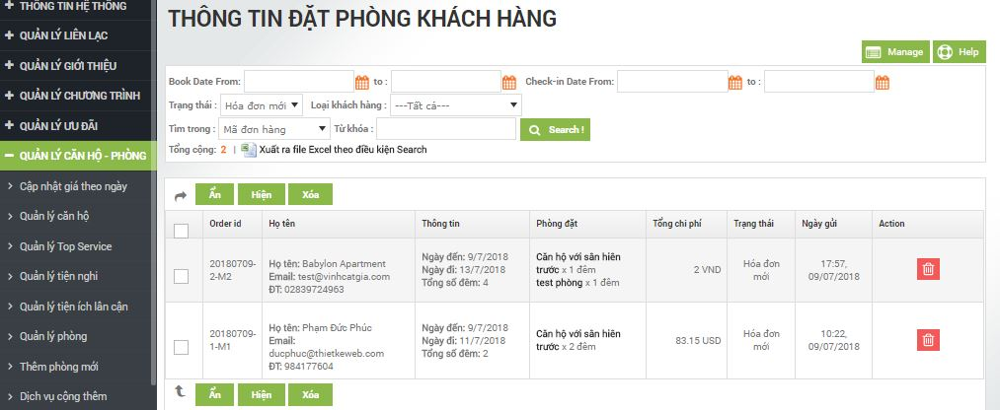 THÔNG TIN HỆ THỐNG
QUẢN LÝ LIÊN LẠC
QUẢN LÝ GIỚI THIỆU
QUẢN LÝ CHƯƠNG TRÌNH
QUẢN LÝ ƯU ĐÃI
QUẢN LÝ CĂN HỘ - PHÒNG
Cập nhật giá theo ngày
Quản lý căn hộ
Quản lý Top Service
Quản lý tiện nghi
Quản lý tiện ích lân cận
Quản lý phòng
Thêm phòng mới
Dịch vụ cộng thêm
THÔNG TIN ĐẶT PHÒNG KHÁCH HÀNG
Manage Help
Book Date From: to : Check-in Date From: to :
Trạng thái : Hóa đơn mới Loại khách hàng : ---Tất cả---
Tìm trong : Mã đơn hàng Từ khóa : Search !
Tổng cộng: 2 | Xuất ra file Excel theo điều kiện Search
Ẩn Hiện Xóa
Order id Họ tên Thông tin Phòng đặt Tổng chi phí Trạng thái Ngày gửi Action
20180709-
2-M2
Họ tên: Babylon Apartment
Email: test@vinhcatgia.com
ĐT: 02839724963
Ngày đến: 9/7/2018
Ngày đi: 13/7/2018
Tổng số đêm: 4
Căn hộ với sân hiên
trước x 1 đêm
test phòng x 1 đêm
2 VND
Hóa đơn
mới
17:57,
09/07/2018
20180709-
1-M1
Họ tên: Phạm Đức Phúc
Email:
ducphuc@thietkeweb.com
ĐT: 984177604
Ngày đến: 9/7/2018
Ngày đi: 11/7/2018
Tổng số đêm: 2
Căn hộ với sân hiên
trước x 2 đêm
83.15 USD
Hóa đơn
mới
10:22,
09/07/2018
Ẩn Hiện Xóa